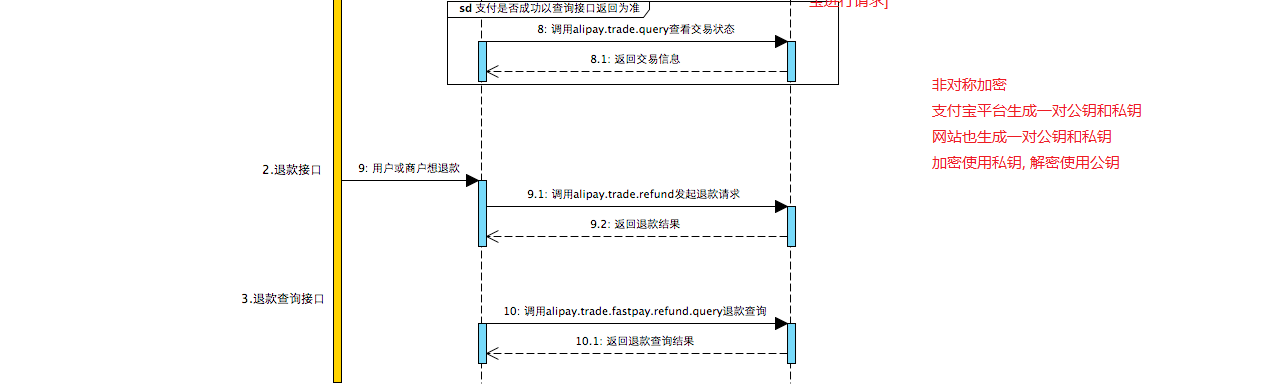 宝进行请求]
sd 支付是否成功以查询接口返回为准
8: 调用alipay.trade.query查看交易状态
8.1: 返回交易信息
非对称加密
支付宝平台生成一对公钥和私钥
网站也生成一对公钥和私钥
加密使用私钥, 解密使用公钥
2.退款接口
9: 用户或商户想退款
9.1: 调用alipay.trade.refund发起退款请求
9.2: 返回退款结果
3.退款查询接口
10: 调用alipay.trade.fastpay.refund.query退款查询
10.1: 返回退款查询结果